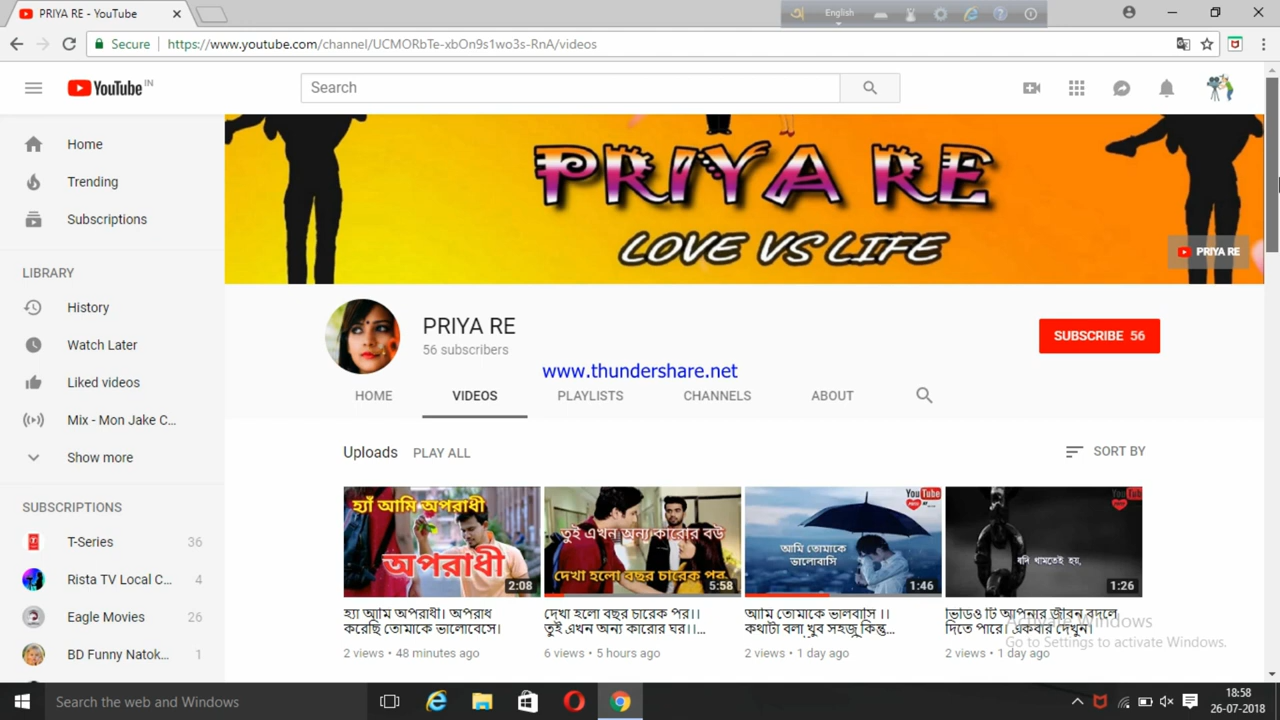 PRIYA RE - YouTube
English
Secure
https://www.youtube.com/channel/UCMORbTe-xbOn9s1wo3s-RnA/videos
YouTube IN
Search
Home
Trending
Subscriptions
LIBRARY
History
Watch Later
Liked videos
Mix - Mon Jake C...
Show more
SUBSCRIPTIONS
T-Series 36
Rista TV Local C... 4
Eagle Movies 26
BD Funny Natok... 1
PRIYA RE
LOVE VS LIFE
PRIYA RE
PRIYA RE
56 subscribers
SUBSCRIBE 56
www.thundershare.net
HOME VIDEOS PLAYLISTS CHANNELS ABOUT
Uploads PLAY ALL
SORT BY
হ্যাঁ আমি অপরাধী
অপরাধী
2:08
হ্যা আমি অপরাধী। অপরাধ
করেছি তোমাকে ভালোবেসে।
2 views • 48 minutes ago
তুই এখন অন্য কারোর বউ
দেখা হলো বছর চারেক পর
5:58
দেখা হলো বছর চারেক পর।।
তুই এখন অন্য কারোর ঘর।।...
6 views • 5 hours ago
YouTube
আমি তোমাকে
ভালোবাসি
1:46
আমি তোমাকে ভালবাসি ।।
কথাটা বলা খুব সহজ কিন্তু...
2 views • 1 day ago
YouTube
যদি থামতেই হয়,
1:26
ভিডিও টি আপনার জীবন বদলে
দিতে পারে। একবার দেখুন।
2 views • 1 day ago
Activate Windows
Go to Settings to activate Windows.
Search the web and Windows
18:58
26-07-2018